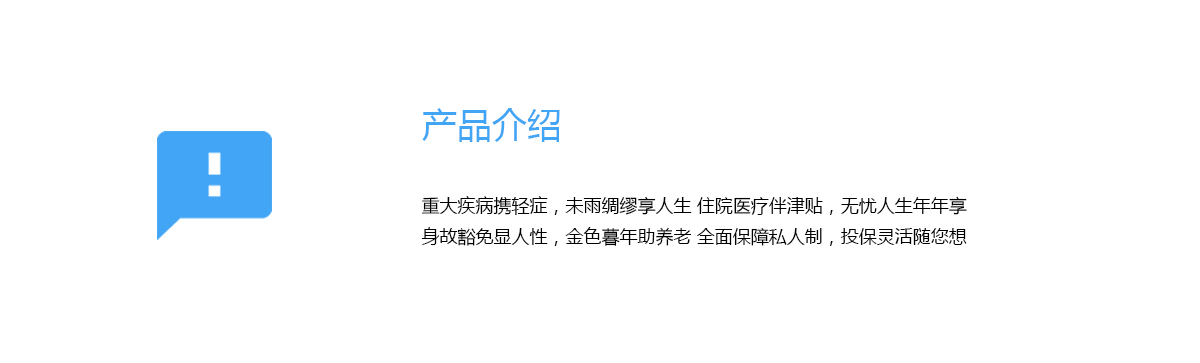 产品介绍
重大疾病携轻症，未雨绸缪享人生 住院医疗伴津贴，无忧人生年年享
身故豁免显人性，金色暮年助养老 全面保障私人制，投保灵活随您想